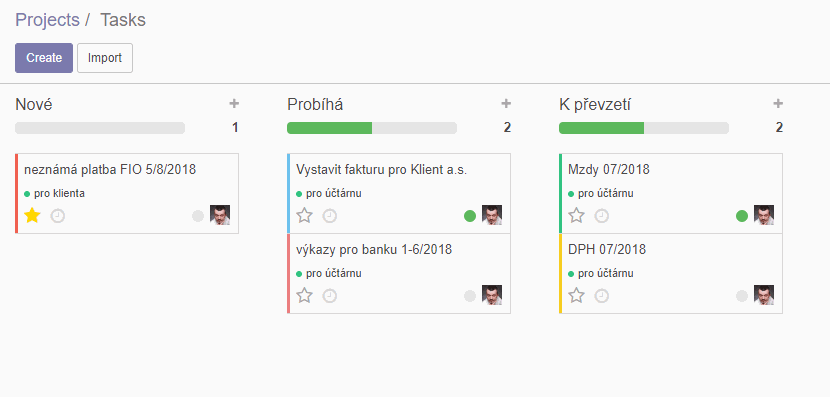 Projects / Tasks
Create Import
Nové +
1
neznámá platba FIO 5/8/2018
pro klienta
Probíhá +
2
Vystavit fakturu pro Klient a.s.
pro účtárnu
výkazy pro banku 1-6/2018
pro účtárnu
K převzetí +
2
Mzdy 07/2018
pro účtárnu
DPH 07/2018
pro účtárnu